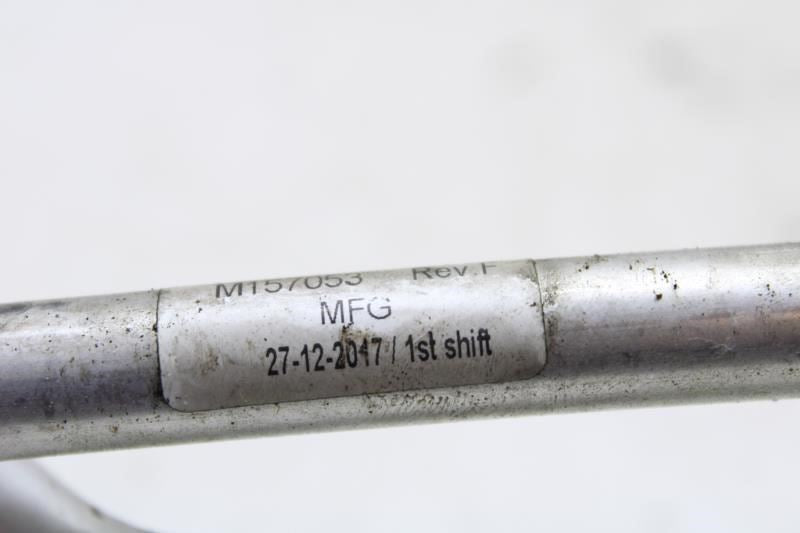 M157053 Rev.F
MFG
27-12-2017 / 1st shift